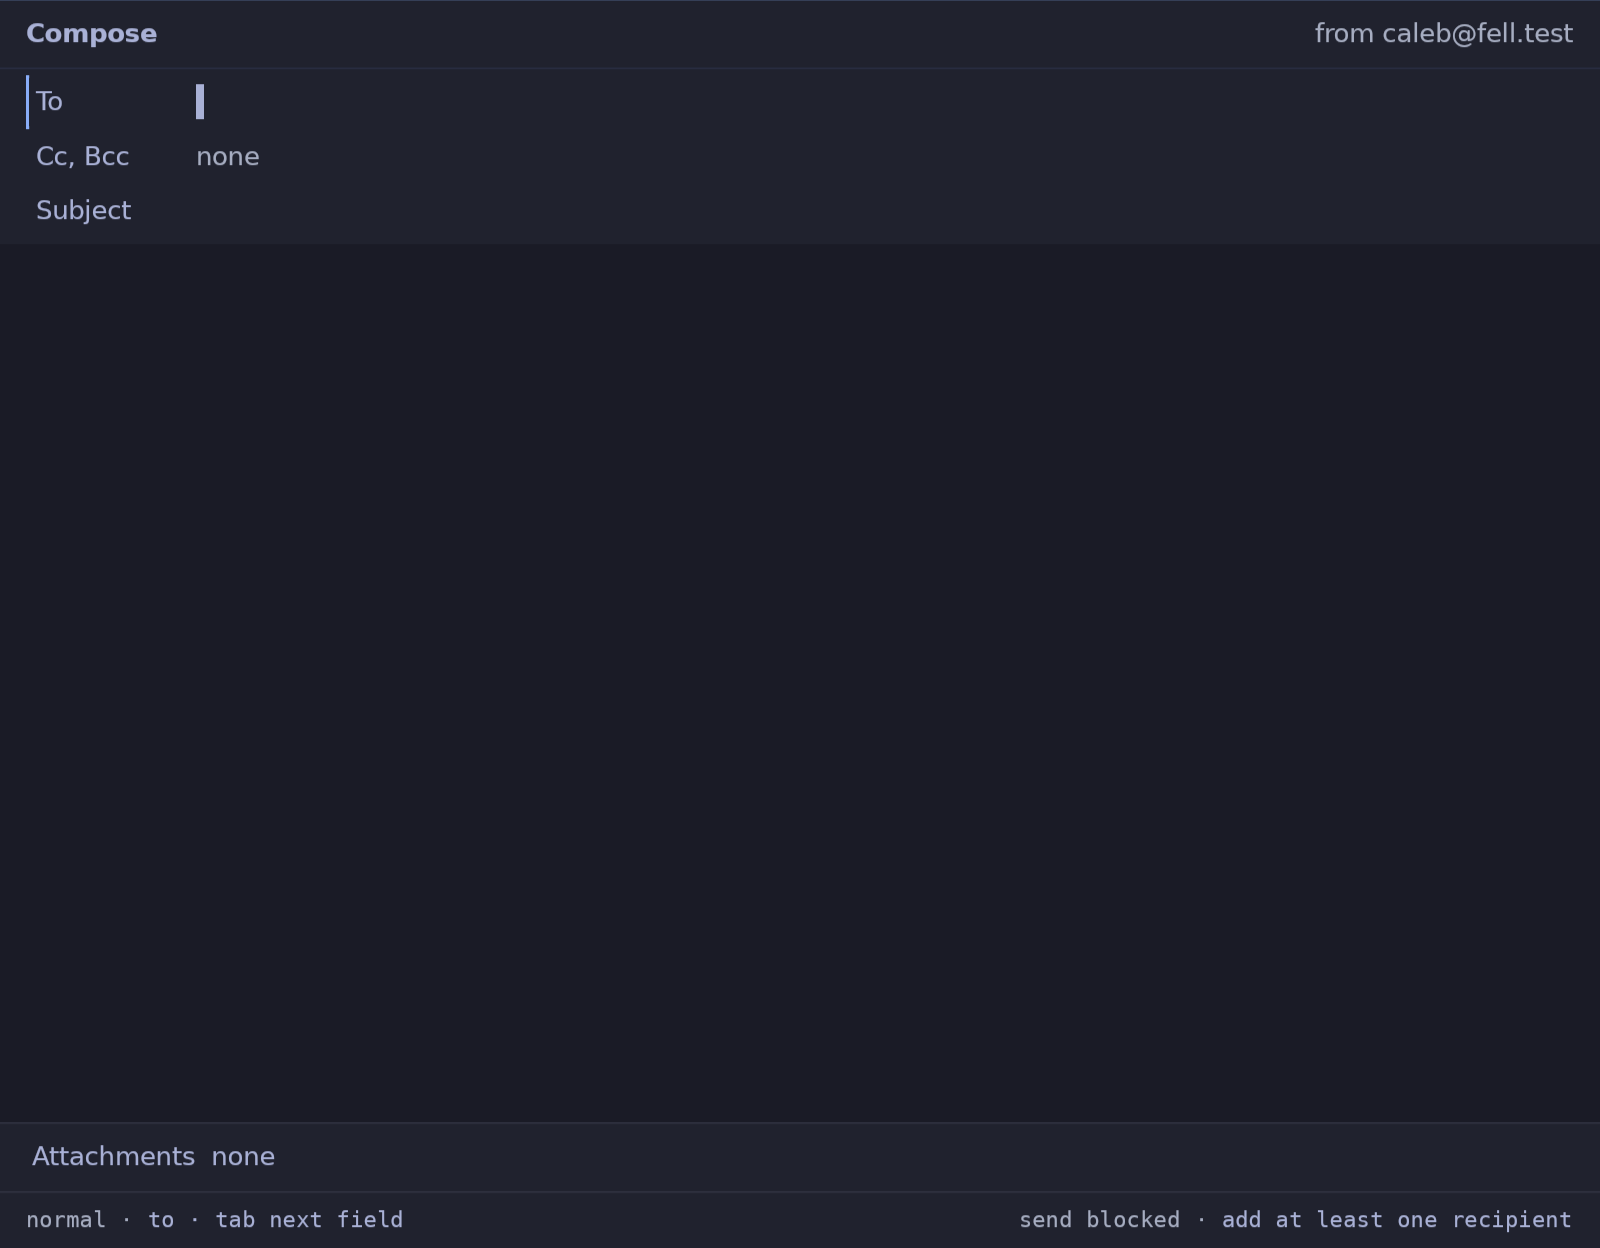 Compose from caleb@fell.test
To
Cc, Bcc none
Subject
Attachments none
normal · to · tab next field send blocked · add at least one recipient